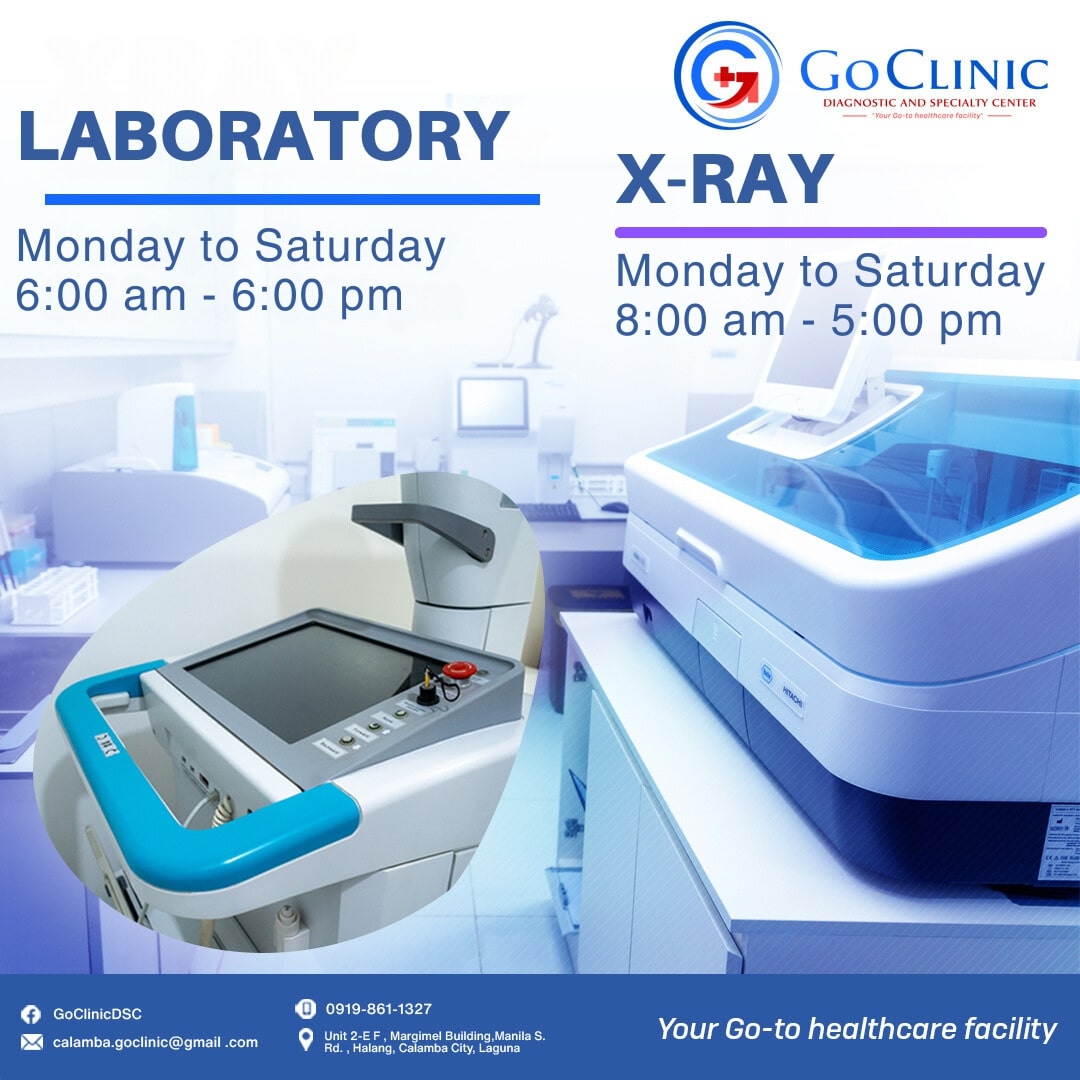 GOCLINIC
DIAGNOSTIC AND SPECIALTY CENTER
"Your Go-to healthcare facility"
LABORATORY
Monday to Saturday
6:00 am - 6:00 pm
X-RAY
Monday to Saturday
8:00 am - 5:00 pm
HITACHI
GoClinicDSC
calamba.goclinic@gmail .com
0919-861-1327
Unit 2-E F , Margimel Building,Manila S.
Rd. , Halang, Calamba City, Laguna
Your Go-to healthcare facility